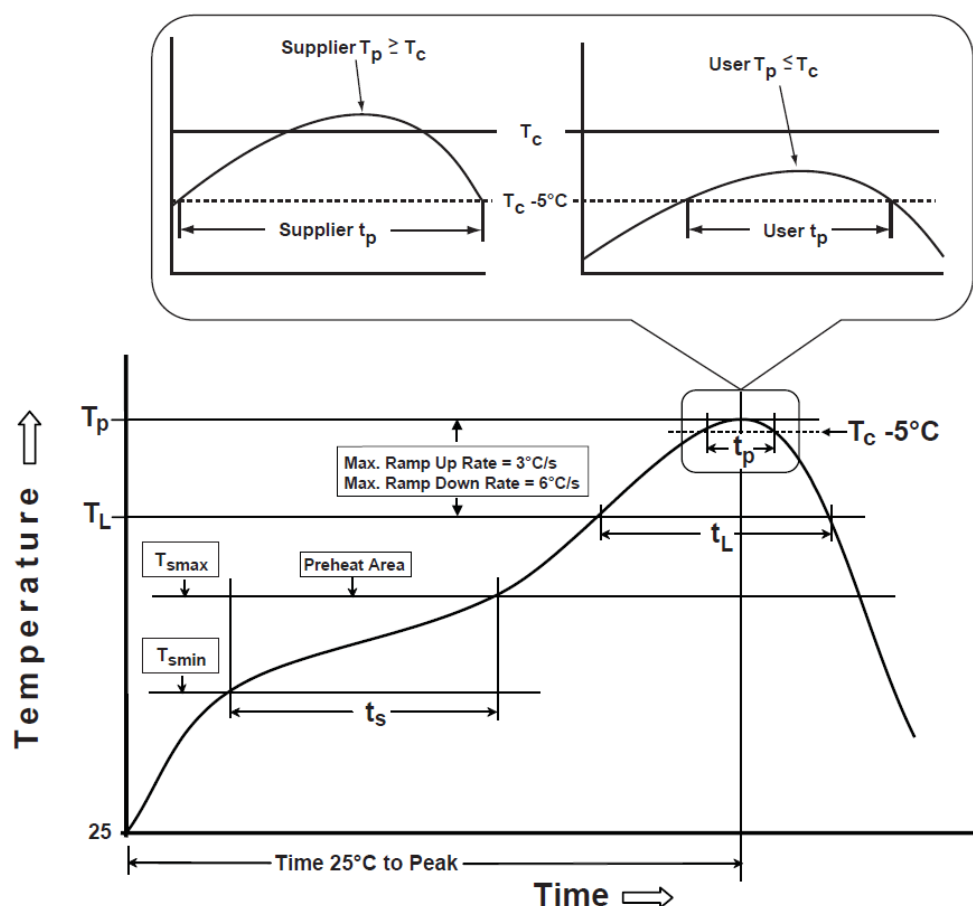 Supplier Tp ≥ Tc
User Tp ≤ Tc
Tc
Tc -5°C
Supplier tp
User tp
Tp
Tc -5°C
tp
Max. Ramp Up Rate = 3°C/s
Max. Ramp Down Rate = 6°C/s
TL
tL
Tsmax
Preheat Area
Tsmin
ts
Temperature
25
Time 25°C to Peak
Time